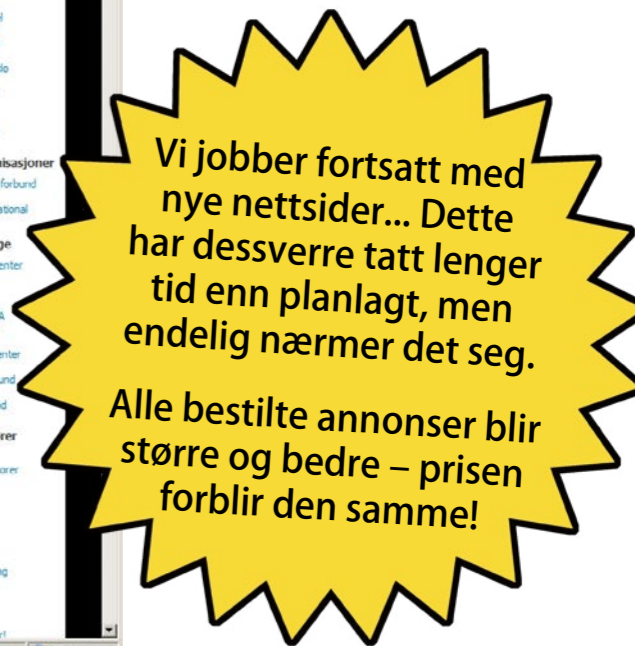 Vi jobber fortsatt med
nye nettsider... Dette
har dessverre tatt lenger
tid enn planlagt, men
endelig nærmer det seg.
Alle bestilte annonser blir
større og bedre – prisen
forblir den samme!